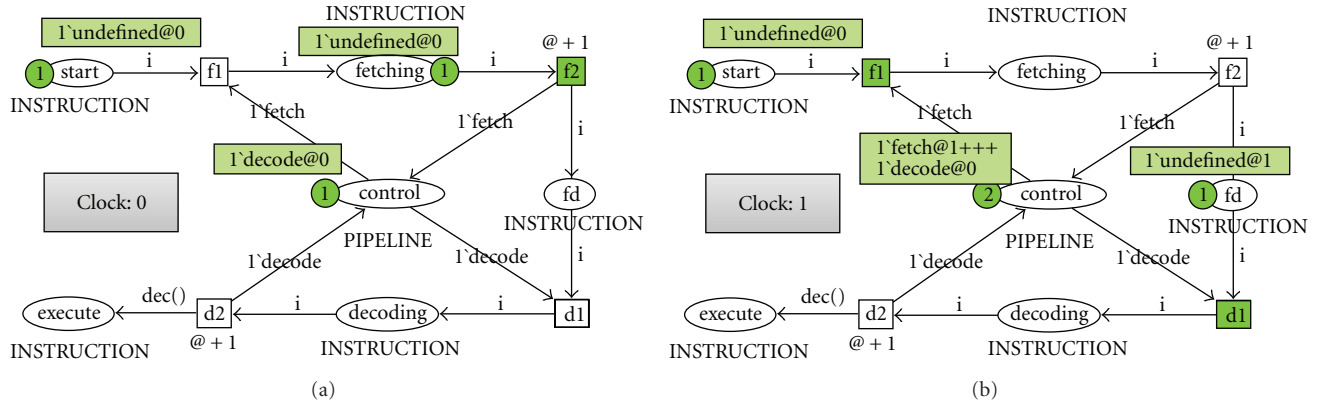 INSTRUCTION
1`undefined@0
1`undefined@0
@ + 1
1 start
i
f1
i
fetching 1
i
f2
INSTRUCTION
1`fetch
1`fetch
i
1`decode@0
Clock: 0
1 control
fd
INSTRUCTION
PIPELINE
1`decode
1`decode
i
execute
dec()
d2
i
decoding
i
d1
INSTRUCTION
@ + 1
INSTRUCTION
(a)
INSTRUCTION
1`undefined@0
@ + 1
1 start
i
f1
i
fetching
i
f2
INSTRUCTION
1`fetch
1`fetch
i
1`fetch@1+++
1`decode@0
1`undefined@1
Clock: 1
2 control
1 fd
INSTRUCTION
PIPELINE
1`decode
1`decode
i
execute
dec()
d2
i
decoding
i
d1
INSTRUCTION
@ + 1
INSTRUCTION
(b)